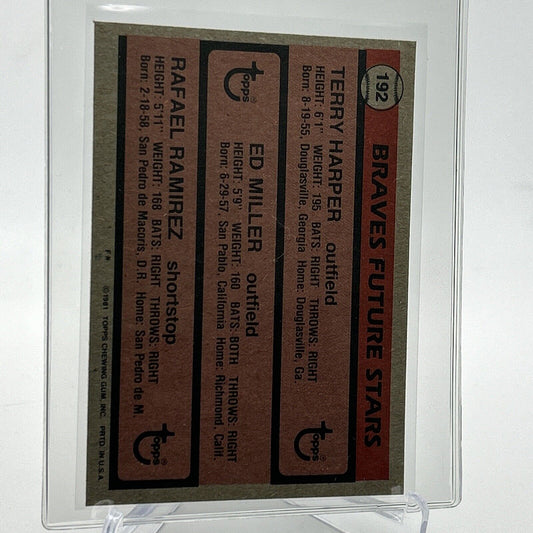 192
BRAVES FUTURE STARS
TERRY HARPER outfield
HEIGHT: 6'1" WEIGHT: 195 BATS: RIGHT THROWS: RIGHT
Born: 8-19-55, Douglasville, Georgia Home: Douglasville, Ga.
Topps®
ED MILLER outfield
HEIGHT: 5'9" WEIGHT: 160 BATS: BOTH THROWS: RIGHT
Born: 6-29-57, San Pablo, California Home: Richmond, Calif.
Topps®
RAFAEL RAMIREZ shortstop
HEIGHT: 5'11" WEIGHT: 168 BATS: RIGHT THROWS: RIGHT
Born: 2-18-58, San Pedro de Macoris, D.R. Home: San Pedro de M.
F* ©1981 TOPPS CHEWING GUM, INC. PRTD. IN U.S.A.